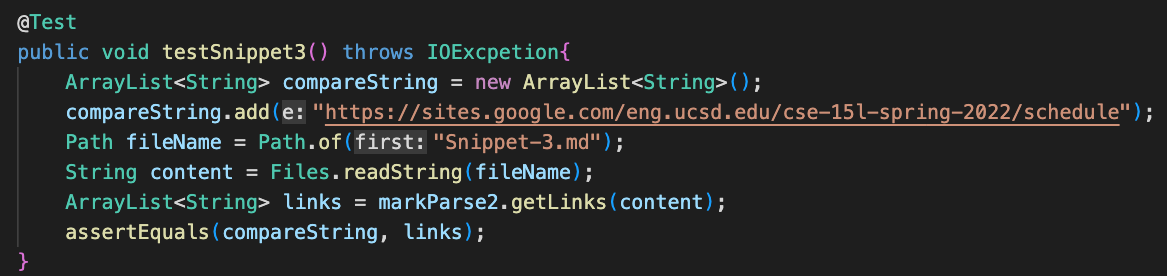 @Test
public void testSnippet3() throws IOExcpetion{
    ArrayList<String> compareString = new ArrayList<String>();
    compareString.add(e: "https://sites.google.com/eng.ucsd.edu/cse-15l-spring-2022/schedule");
    Path fileName = Path.of(first: "Snippet-3.md");
    String content = Files.readString(fileName);
    ArrayList<String> links = markParse2.getLinks(content);
    assertEquals(compareString, links);
}